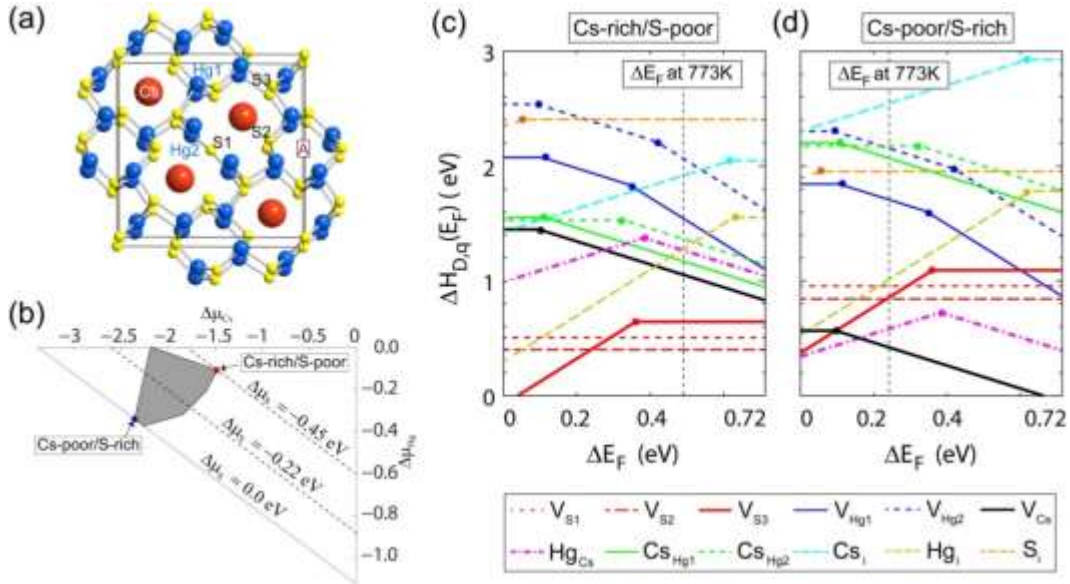 (a)
Hg1
S3
Cs
S2
S1
Hg2
A
(b)
Δμ_Cs
−3 −2.5 −2 −1.5 −1 −0.5 0
0.0
Cs-rich/S-poor
−0.2
−0.4
Δμ_S = −0.45 eV
Δμ_Hg
Cs-poor/S-rich
Δμ_S = −0.22 eV
−0.6
Δμ_S = 0.0 eV
−0.8
−1.0
(c)
Cs-rich/S-poor
ΔE_F at 773K
ΔH_D,q(E_F) (eV)
3
2
1
0
0 0.4 0.72
ΔE_F (eV)
(d)
Cs-poor/S-rich
ΔE_F at 773K
0 0.4 0.72
ΔE_F (eV)
V_S1 V_S2 V_S3 V_Hg1 V_Hg2 V_Cs
Hg_Cs Cs_Hg1 Cs_Hg2 Cs_i Hg_i S_i